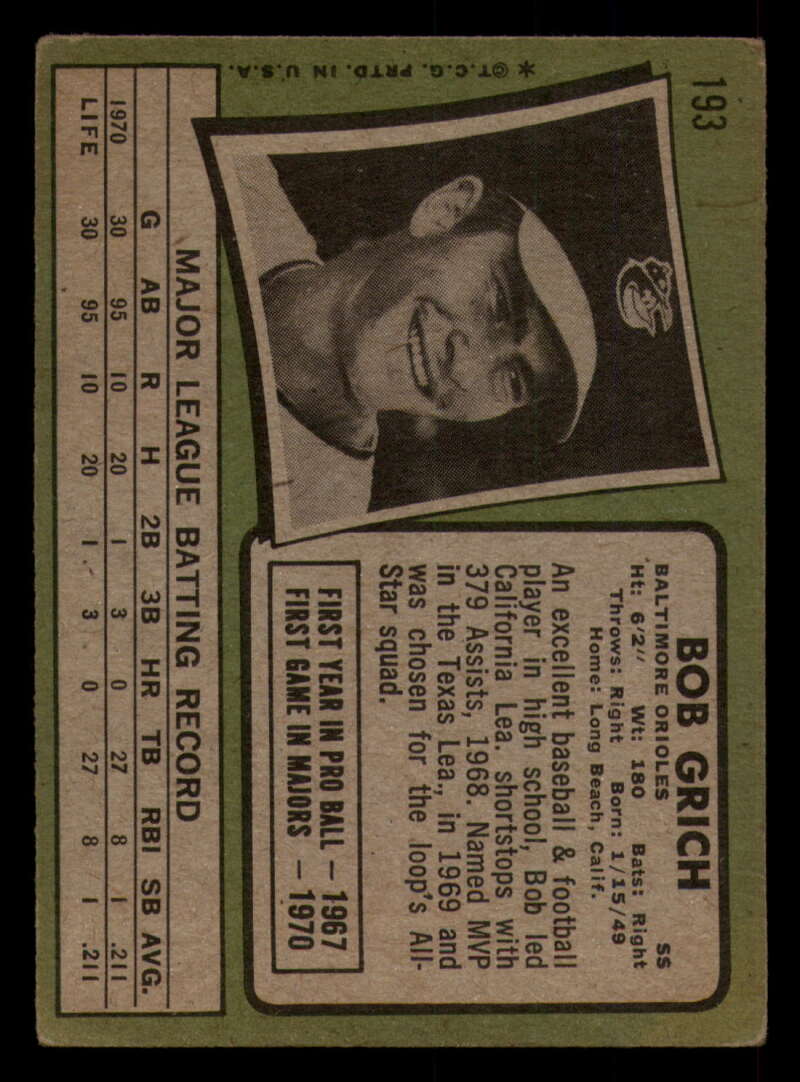 193
BOB GRICH
BALTIMORE ORIOLES SS
Ht: 6'2" Wt: 180 Bats: Right
Throws: Right Born: 1/15/49
Home: Long Beach, Calif.
An excellent baseball & football
player in high school, Bob led
California Lea. shortstops with
379 Assists, 1968. Named MVP
in the Texas Lea., in 1969 and
was chosen for the loop's All-
Star squad.
FIRST YEAR IN PRO BALL — 1967
FIRST GAME IN MAJORS — 1970
MAJOR LEAGUE BATTING RECORD
G AB R H 2B 3B HR TB RBI SB AVG.
1970 30 95 10 20 1 3 0 27 8 1 .211
LIFE 30 95 10 20 1 3 0 27 8 1 .211
* © T.C.G. PRTD. IN U.S.A.